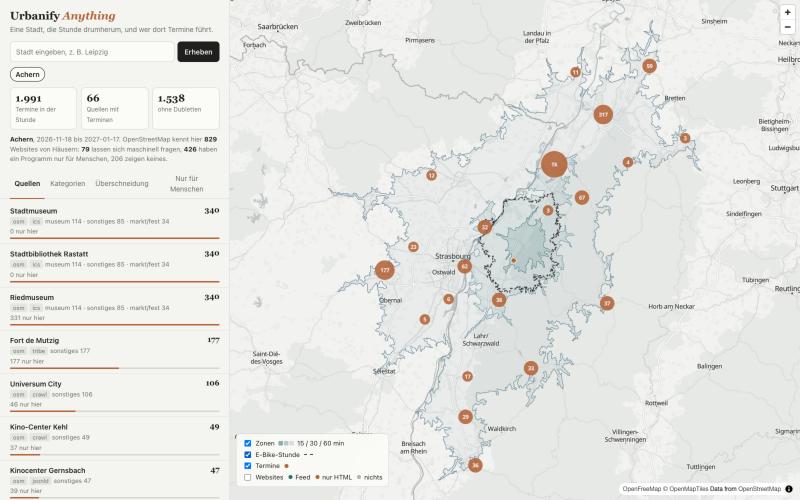 Urbanify Anything
Eine Stadt, die Stunde drumherum, und wer dort Termine führt.
Stadt eingeben, z. B. Leipzig
Erheben
Achern
1.991
Termine in der
Stunde
66
Quellen mit
Terminen
1.538
ohne Dubletten
Achern, 2026-11-18 bis 2027-01-17. OpenStreetMap kennt hier 829
Websites von Häusern: 79 lassen sich maschinell fragen, 426 haben
ein Programm nur für Menschen, 206 zeigen keines.
Quellen
Kategorien
Überschneidung
Nur für
Menschen
Stadtmuseum 340
osm ics museum 114 · sonstiges 85 · markt/fest 34
0 nur hier
Stadtbibliothek Rastatt 340
osm ics museum 114 · sonstiges 85 · markt/fest 34
0 nur hier
Riedmuseum 340
osm ics museum 114 · sonstiges 85 · markt/fest 34
331 nur hier
Fort de Mutzig 177
osm tribe sonstiges 177
177 nur hier
Universum City 106
osm crawl sonstiges 106
46 nur hier
Kino-Center Kehl 49
osm crawl sonstiges 49
37 nur hier
Kinocenter Gernsbach 47
osm jsonld sonstiges 47
39 nur hier
Saarbrücken
Forbach
Zweibrücken
Pirmasens
Landau in
der Pfalz
Sinsheim
Bretten
Bietigheim-
Bissingen
Ludwigsbu
Leonberg
Stuttgart
Sindelfingen
Tübingen
Reutling
Horb am Neckar
Balingen
Rottweil
Villingen-
Schwenningen
Tuttlingen
Sigmarin
Strasbourg
Ostwald
Obernai
Sélestat
Saint-Dié-
des-Vosges
Lahr/
Schwarzwald
Waldkirch
Breisach
am Rhein
Neckars
Heilbro
11
59
317
3
4
12
67
3
32
23
177
62
6
36
5
37
17
33
29
36
+
−
Zonen 15 / 30 / 60 min
E-Bike-Stunde
Termine
Websites Feed nur HTML nichts
OpenFreeMap © OpenMapTiles Data from OpenStreetMap